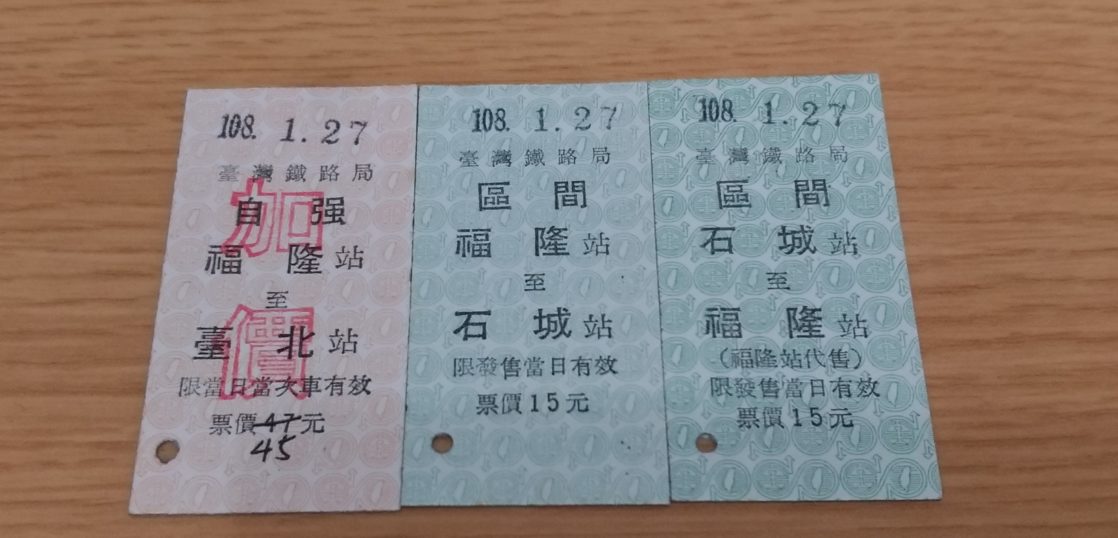 108. 1.27
臺灣鐵路局
自强
福隆站
至
臺北站
加價
限當日當次車有效
票價47元
45
108. 1.27
臺灣鐵路局
區間
福隆站
至
石城站
限發售當日有效
票價15元
108. 1.27
臺灣鐵路局
區間
石城站
至
福隆站
(福隆站代售)
限發售當日有效
票價15元